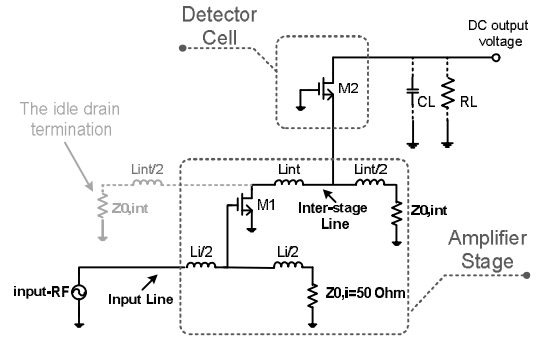 Detector
Cell
DC output
voltage
M2
CL
RL
The idle drain
termination
Lint/2
Z0,int
Lint
Lint/2
M1
Inter-stage
Line
Z0,int
Li/2
Li/2
Amplifier
Stage
input-RF
Input Line
Z0,i=50 Ohm